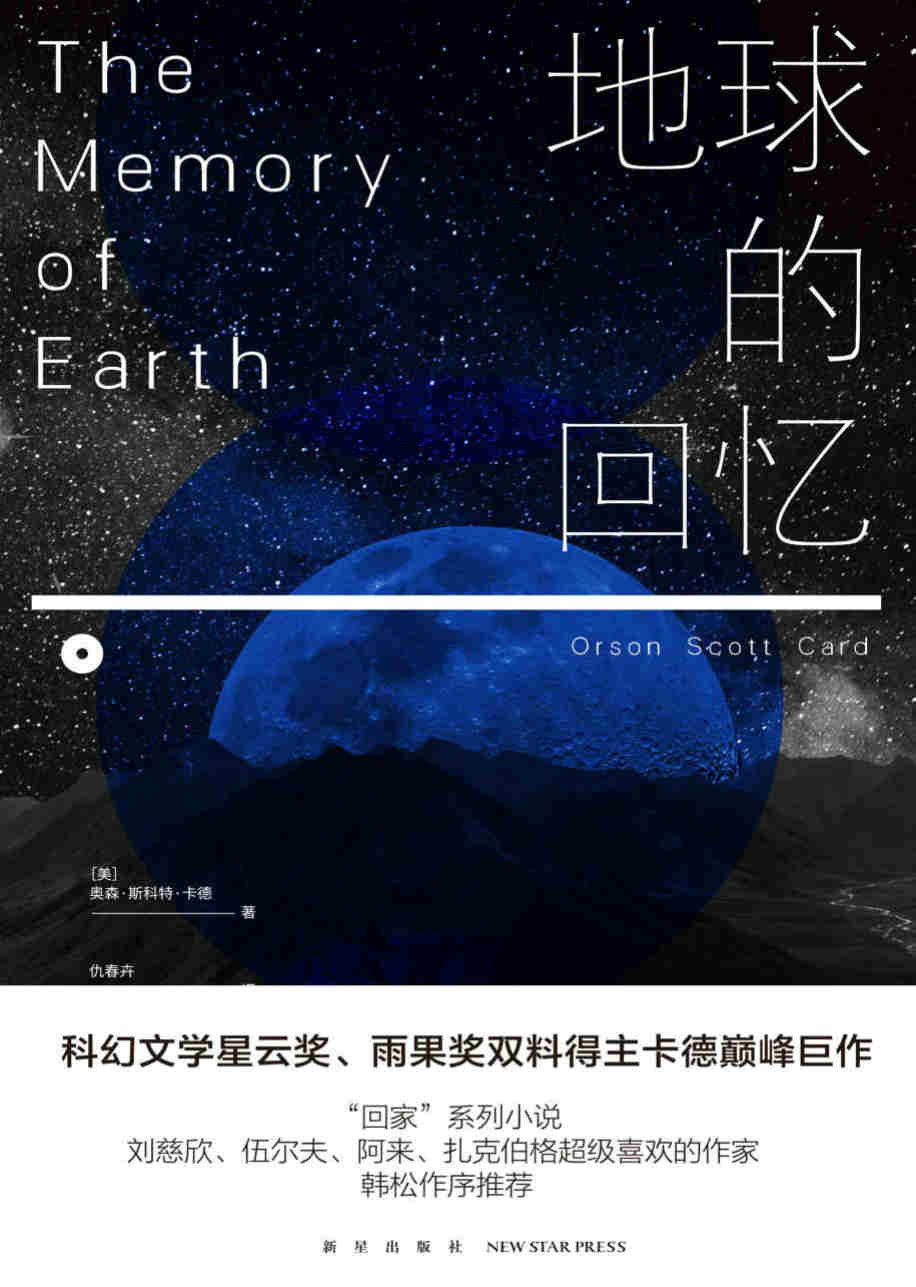 The
Memory
of
Earth
地球
的
回忆
Orson Scott Card
[美]
奥森·斯科特·卡德
著
仇春卉
科幻文学星云奖、雨果奖双料得主卡德巅峰巨作
“回家”系列小说
刘慈欣、伍尔夫、阿来、扎克伯格超级喜欢的作家
韩松作序推荐
新星出版社 NEW STAR PRESS